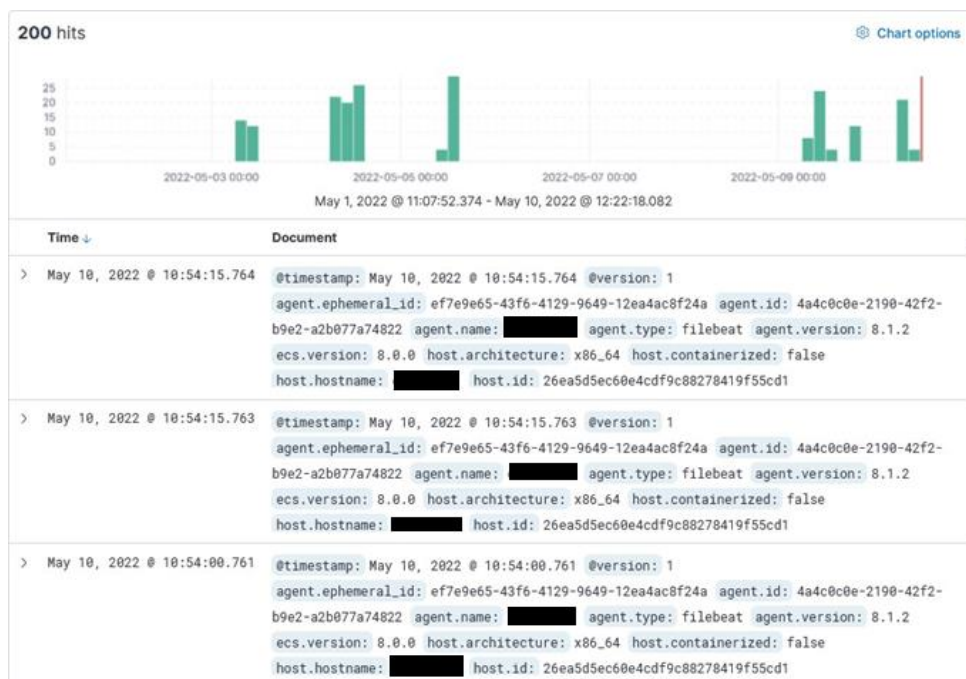 200 hits
Chart options
25
20
15
10
5
0
2022-05-03 00:00
2022-05-05 00:00
2022-05-07 00:00
2022-05-09 00:00
May 1, 2022 @ 11:07:52.374 - May 10, 2022 @ 12:22:18.082
Time Document
May 10, 2022 @ 10:54:15.764 @timestamp: May 10, 2022 @ 10:54:15.764 @version: 1
agent.ephemeral_id: ef7e9e65-43f6-4129-9649-12ea4ac8f24a agent.id: 4a4c0c0e-2190-42f2-
b9e2-a2b077a74822 agent.name: agent.type: filebeat agent.version: 8.1.2
ecs.version: 8.0.0 host.architecture: x86_64 host.containerized: false
host.hostname: host.id: 26ea5d5ec60e4cdf9c88278419f55cd1
May 10, 2022 @ 10:54:15.763 @timestamp: May 10, 2022 @ 10:54:15.763 @version: 1
agent.ephemeral_id: ef7e9e65-43f6-4129-9649-12ea4ac8f24a agent.id: 4a4c0c0e-2190-42f2-
b9e2-a2b077a74822 agent.name: agent.type: filebeat agent.version: 8.1.2
ecs.version: 8.0.0 host.architecture: x86_64 host.containerized: false
host.hostname: host.id: 26ea5d5ec60e4cdf9c88278419f55cd1
May 10, 2022 @ 10:54:00.761 @timestamp: May 10, 2022 @ 10:54:00.761 @version: 1
agent.ephemeral_id: ef7e9e65-43f6-4129-9649-12ea4ac8f24a agent.id: 4a4c0c0e-2190-42f2-
b9e2-a2b077a74822 agent.name: agent.type: filebeat agent.version: 8.1.2
ecs.version: 8.0.0 host.architecture: x86_64 host.containerized: false
host.hostname: host.id: 26ea5d5ec60e4cdf9c88278419f55cd1